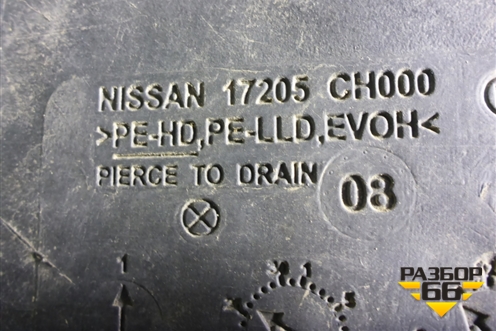 NISSAN 17205 CH000
>PE-HD,PE-LLD,EVOH<
PIERCE TO DRAIN
08
1
РАЗБОР
66